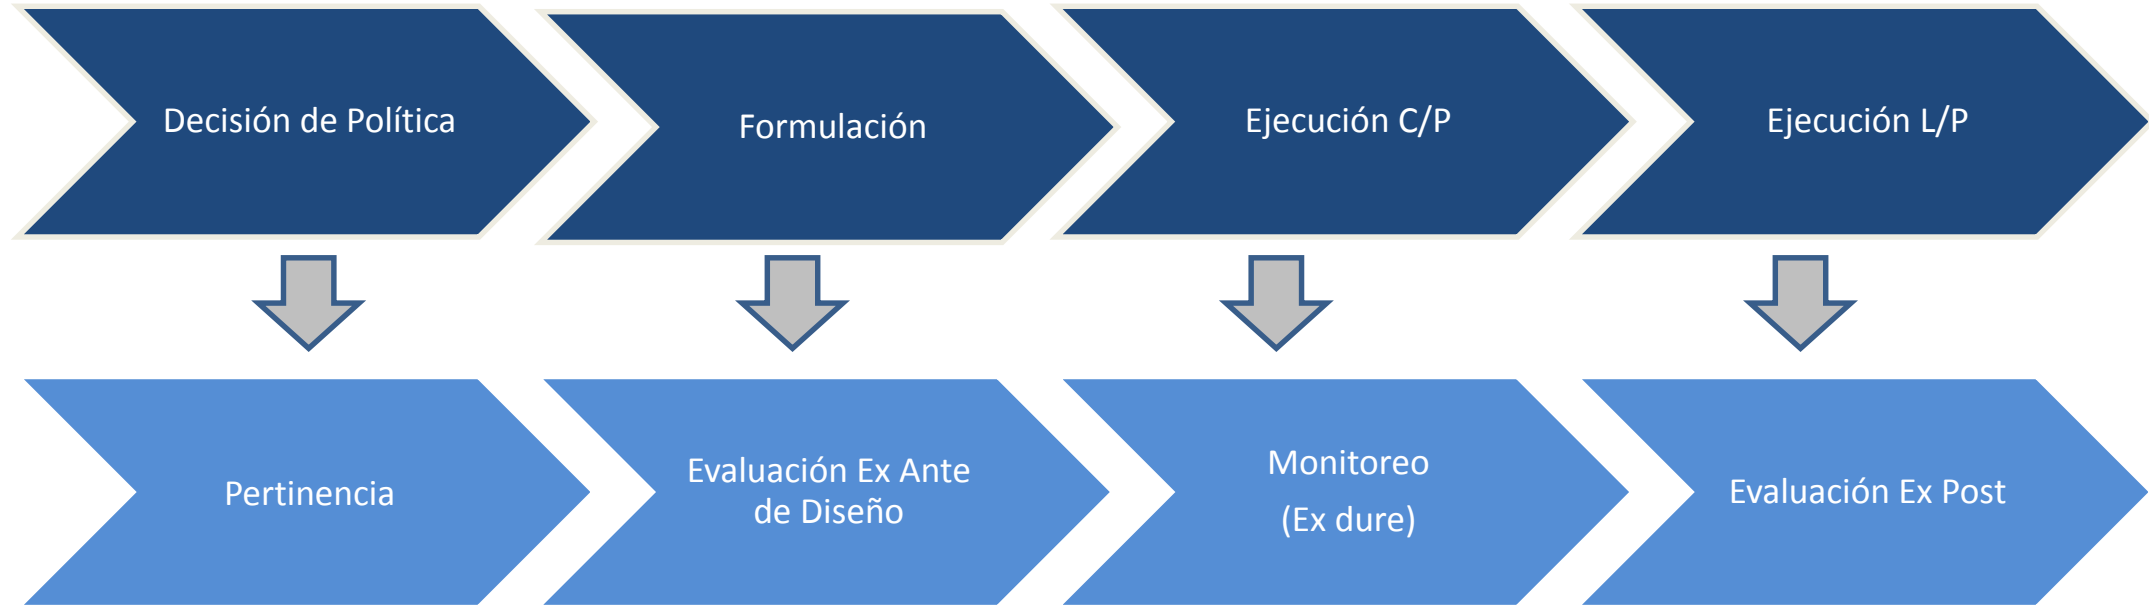 Decisión de Política
Formulación
Ejecución C/P
Ejecución L/P
Pertinencia
Evaluación Ex Ante
de Diseño
Monitoreo
(Ex dure)
Evaluación Ex Post